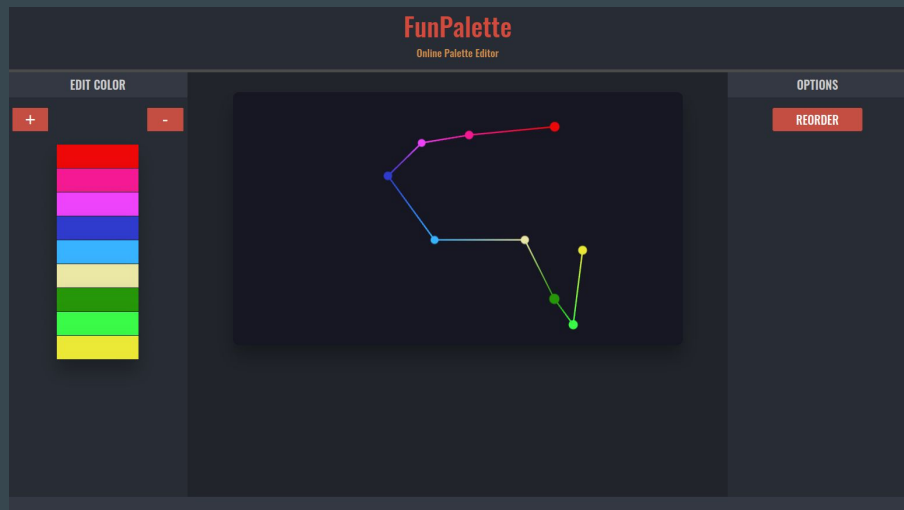 FunPalette
Online Palette Editor
EDIT COLOR
+
-
OPTIONS
REORDER